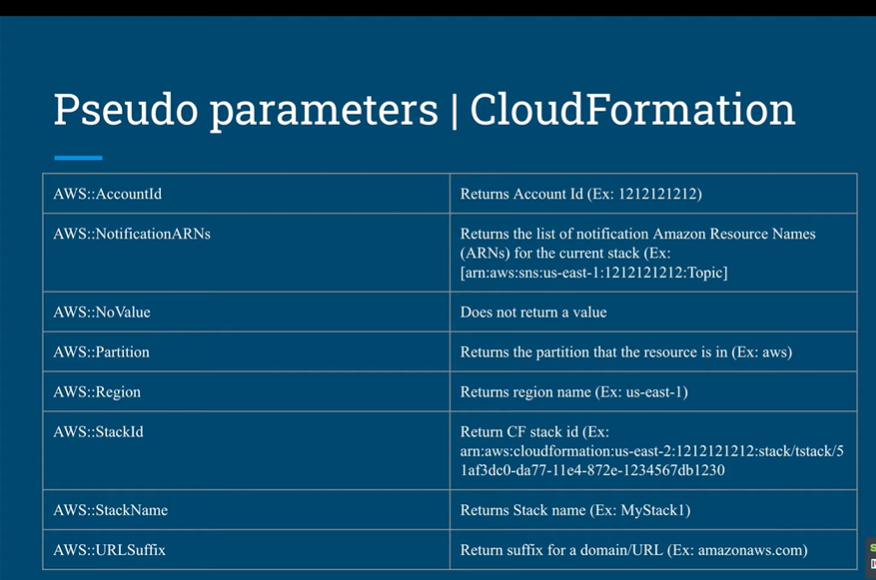 Pseudo parameters | CloudFormation
AWS::AccountId
Returns Account Id (Ex: 1212121212)
AWS::NotificationARNs
Returns the list of notification Amazon Resource Names
(ARNs) for the current stack (Ex:
[arn:aws:sns:us-east-1:1212121212:Topic]
AWS::NoValue
Does not return a value
AWS::Partition
Returns the partition that the resource is in (Ex: aws)
AWS::Region
Returns region name (Ex: us-east-1)
AWS::StackId
Return CF stack id (Ex:
arn:aws:cloudformation:us-east-2:1212121212:stack/tstack/5
1af3dc0-da77-11e4-872e-1234567db1230
AWS::StackName
Returns Stack name (Ex: MyStack1)
AWS::URLSuffix
Return suffix for a domain/URL (Ex: amazonaws.com)